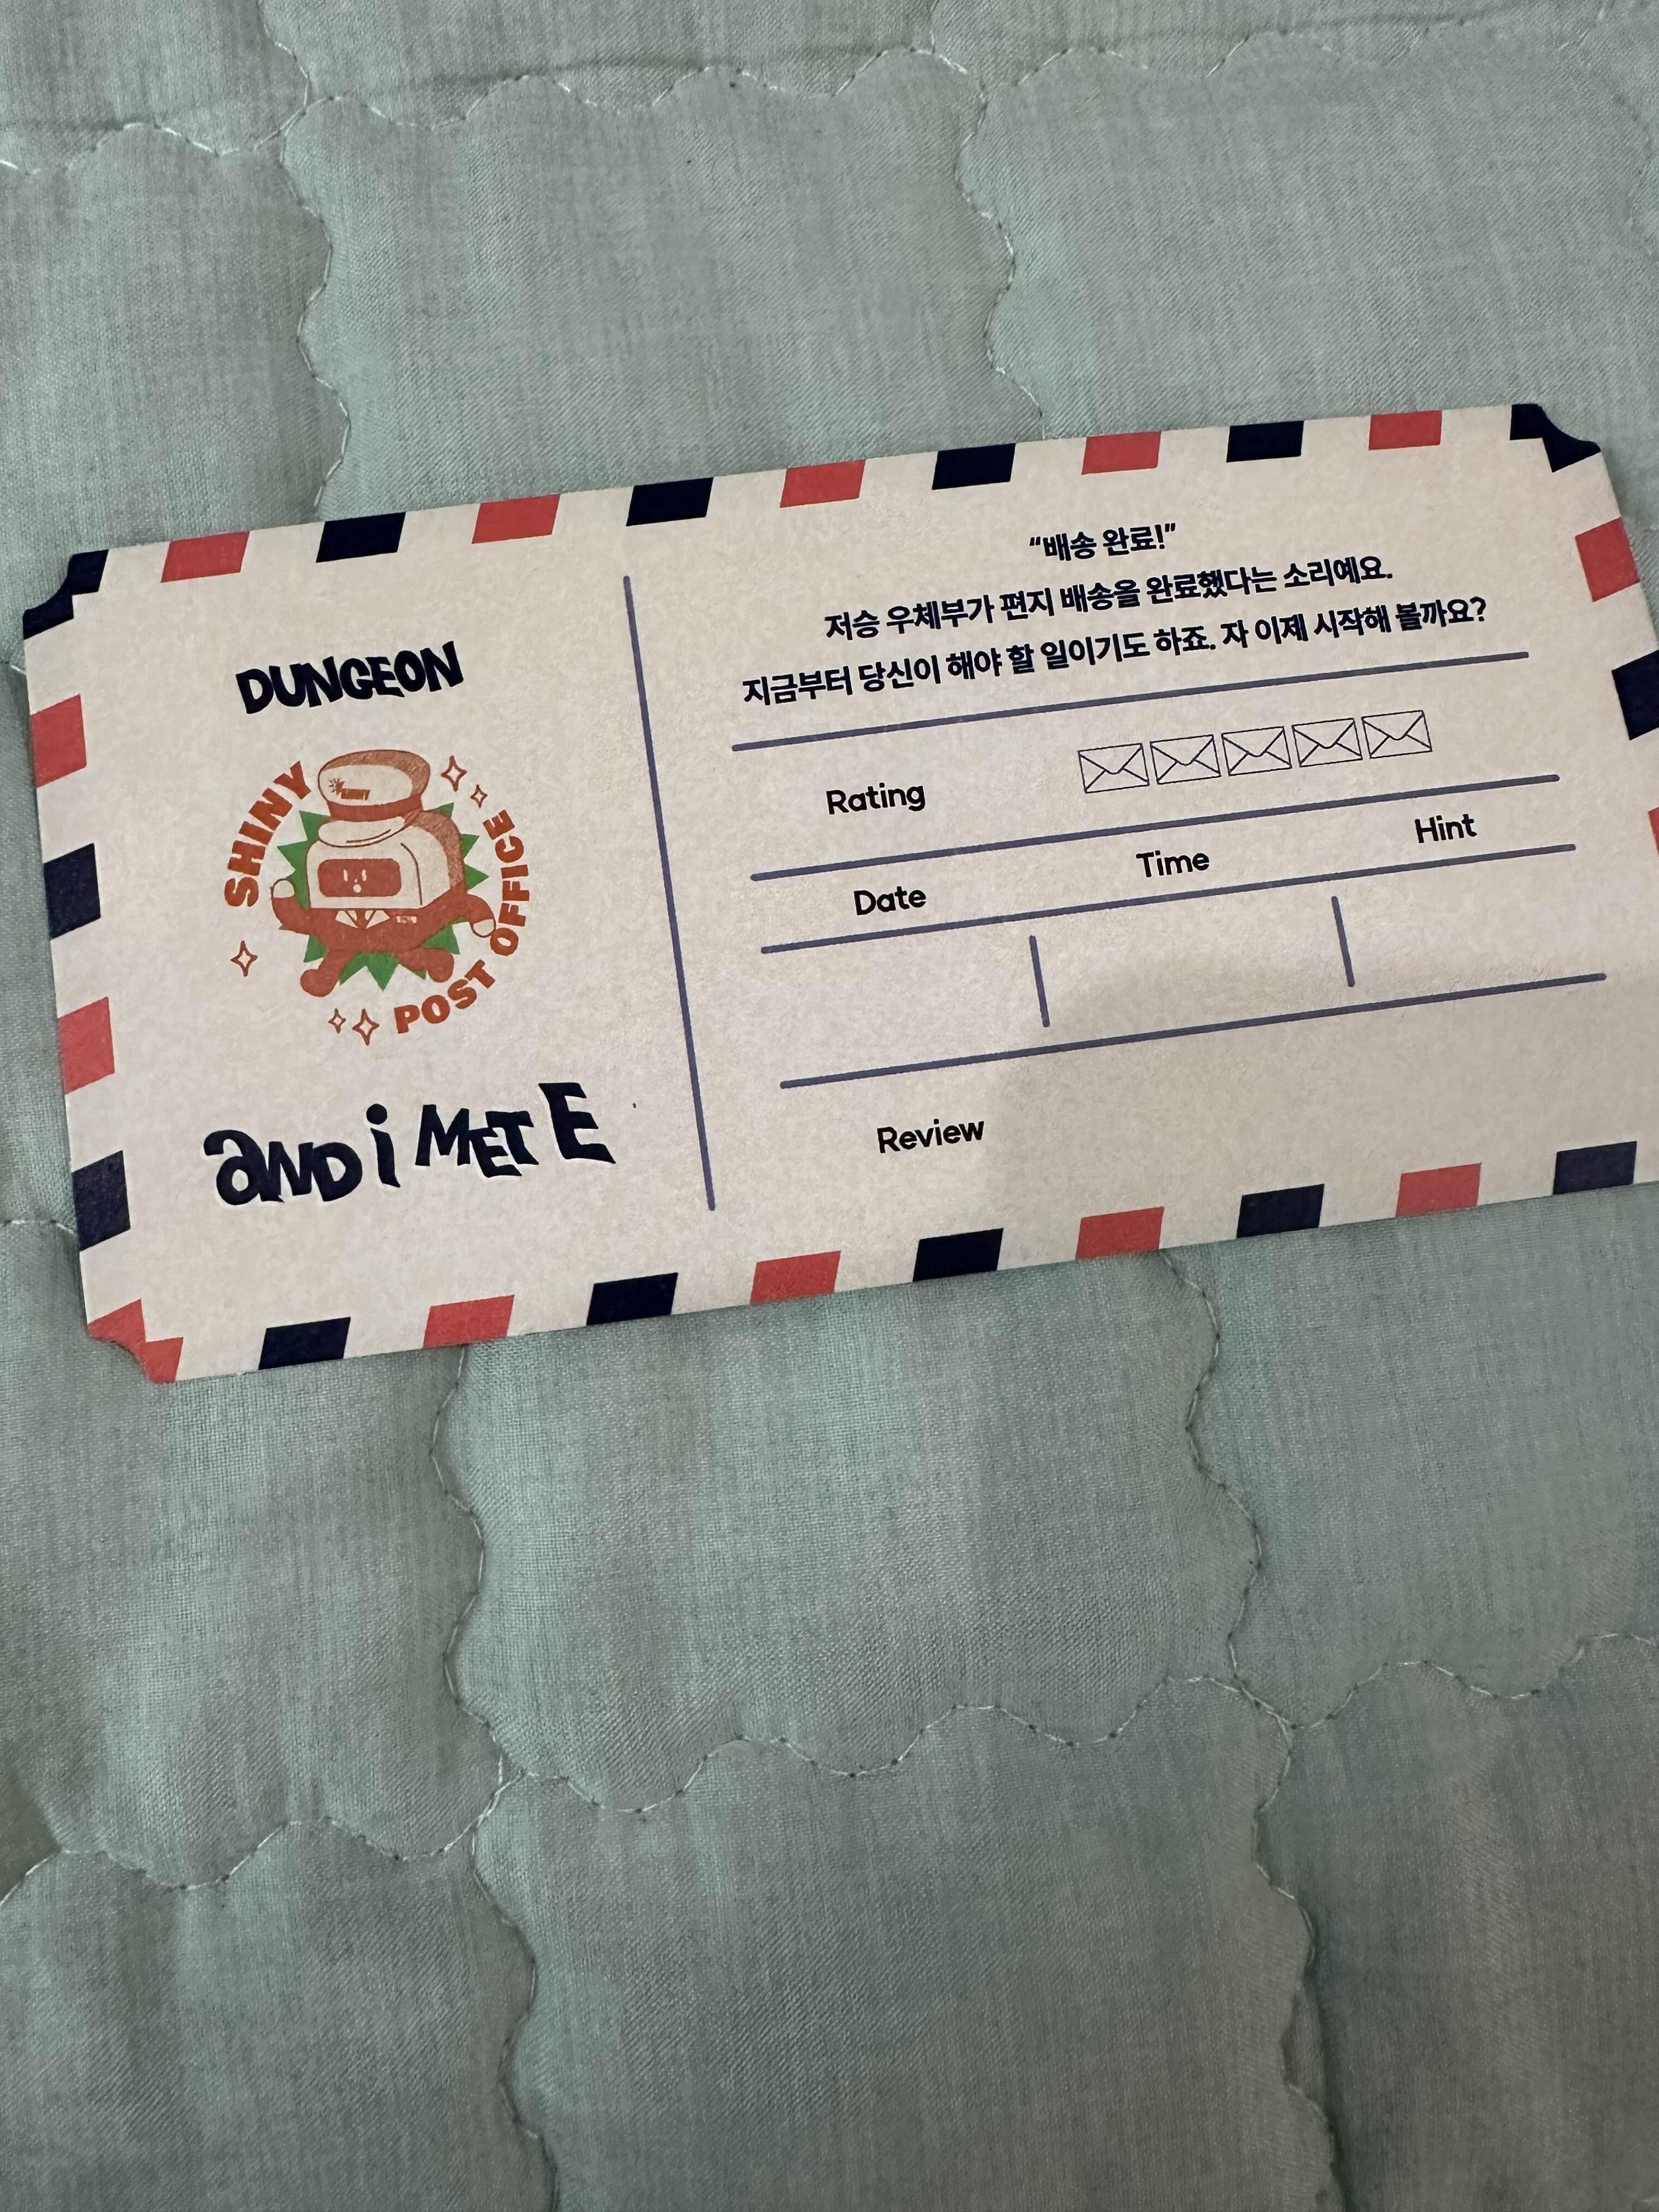 DUNGEON
SHINY
POST OFFICE
aND i MET E
“배송 완료!”
저승 우체부가 편지 배송을 완료했다는 소리예요.
지금부터 당신이 해야 할 일이기도 하죠. 자 이제 시작해 볼까요?
Rating
Date Time Hint
Review